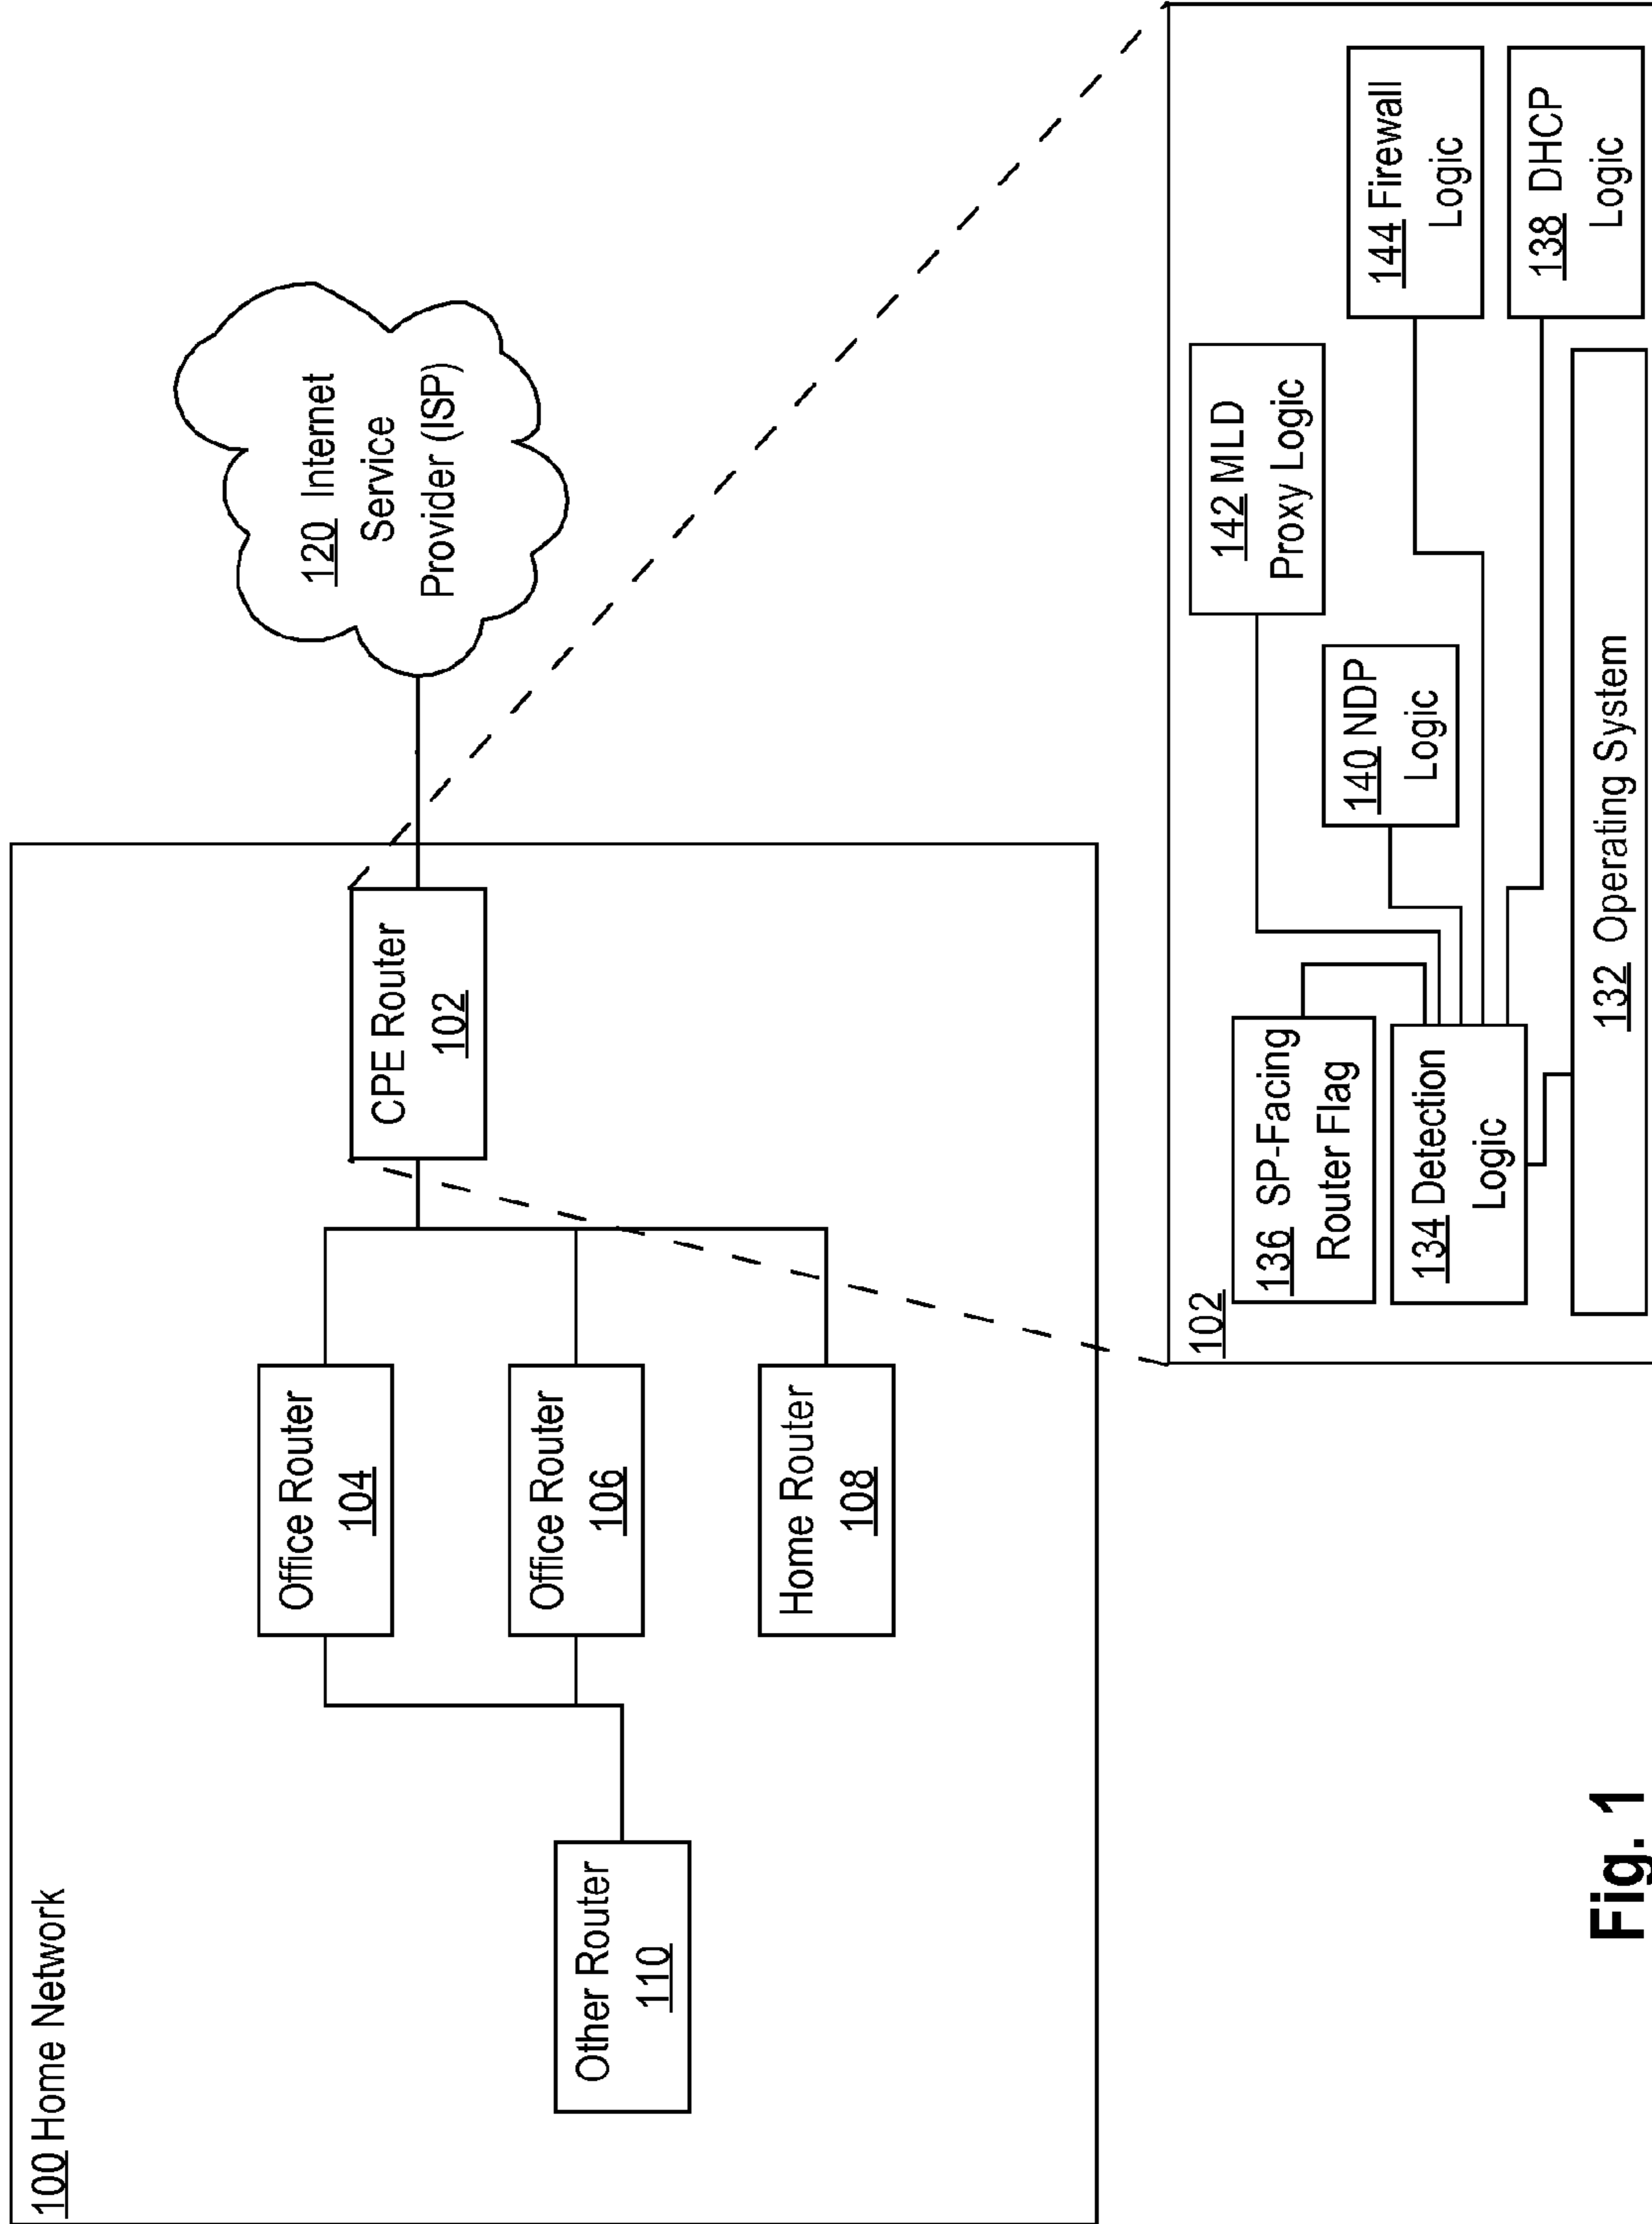 100 Home Network
Other Router
110
Office Router
104
Office Router
106
Home Router
108
CPE Router
102
120 Internet
Service
Provider (ISP)
102
136 SP-Facing
Router Flag
134 Detection
Logic
140 NDP
Logic
142 MLD
Proxy Logic
144 Firewall
Logic
138 DHCP
Logic
132 Operating System
Fig. 1